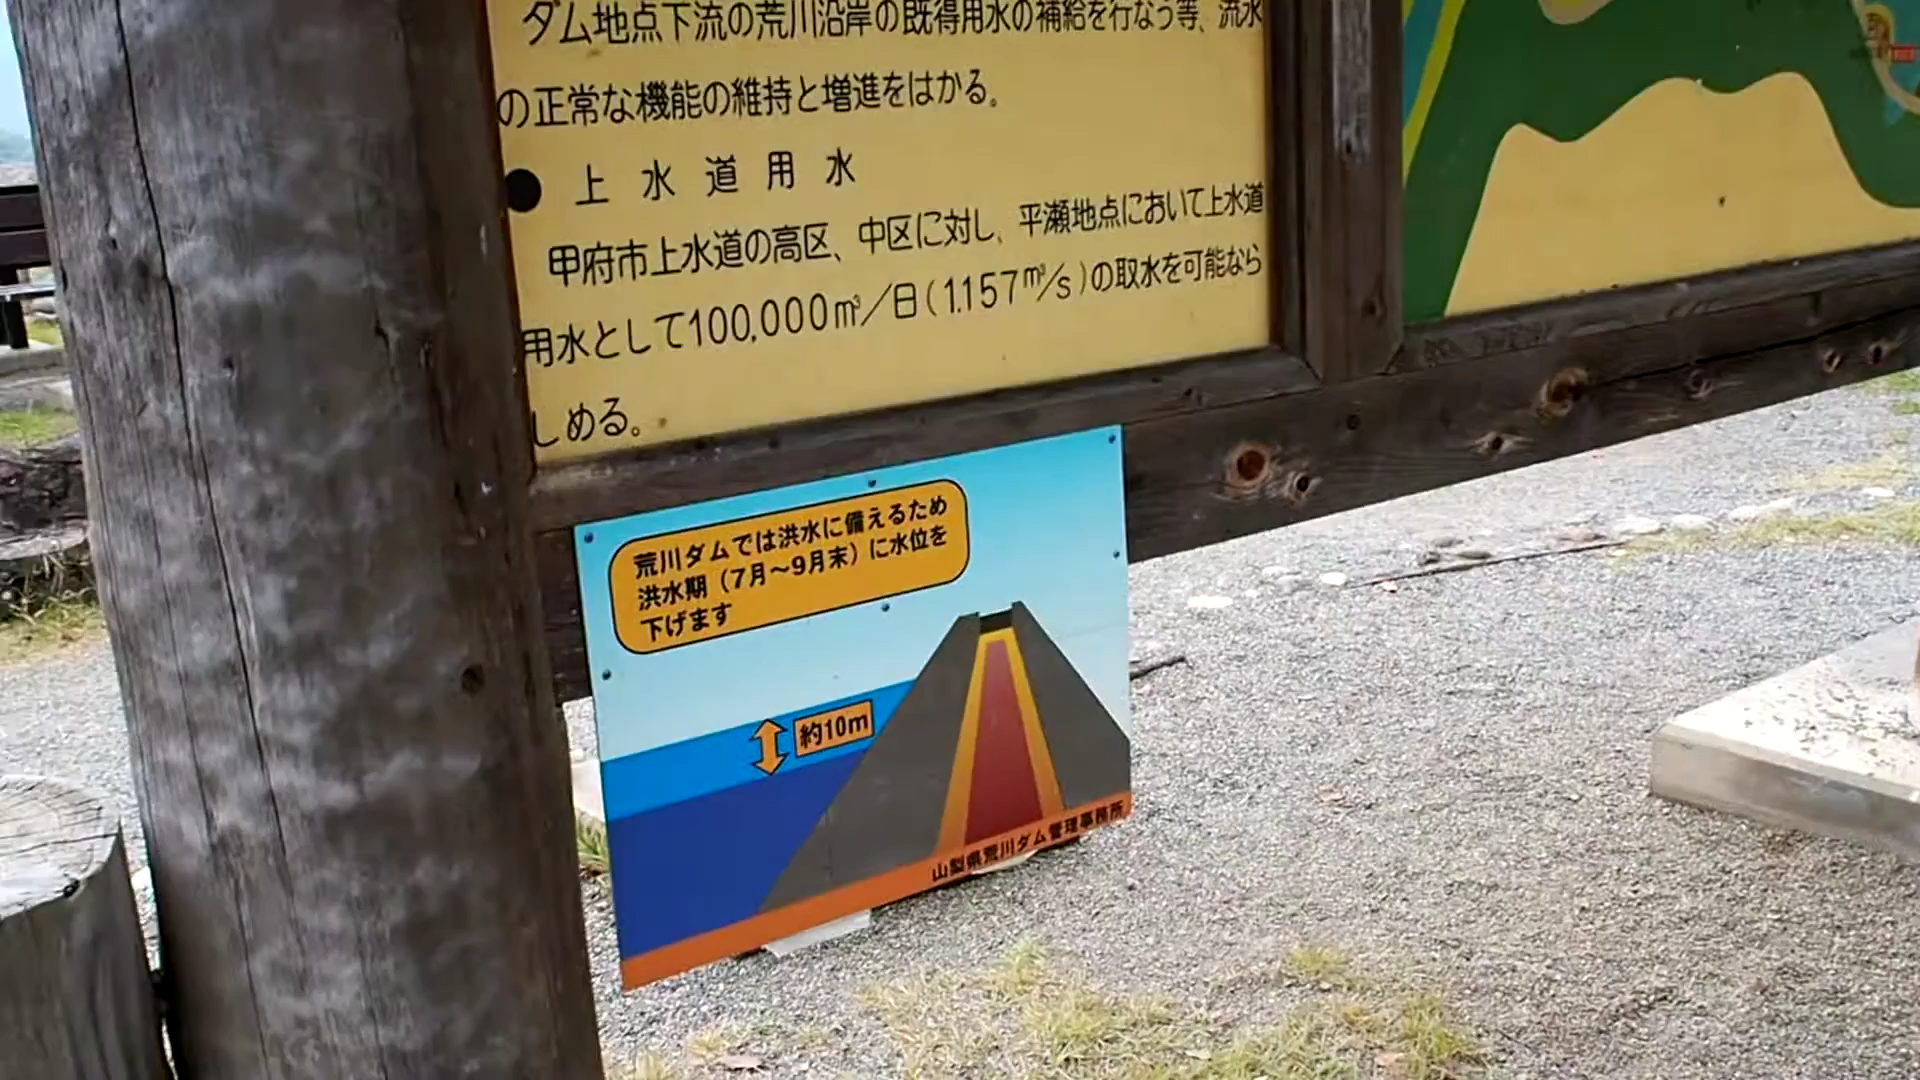 ダム地点下流の荒川沿岸の既得用水の補給を行なう等、流水
の正常な機能の維持と増進をはかる。
● 上水道用水
甲府市上水道の高区、中区に対し、平瀬地点において上水道
用水として100,000㎥/日(1.157㎥/s)の取水を可能なら
しめる。
荒川ダムでは洪水に備えるため
洪水期(7月〜9月末)に水位を
下げます
約10m
山梨県荒川ダム管理事務所